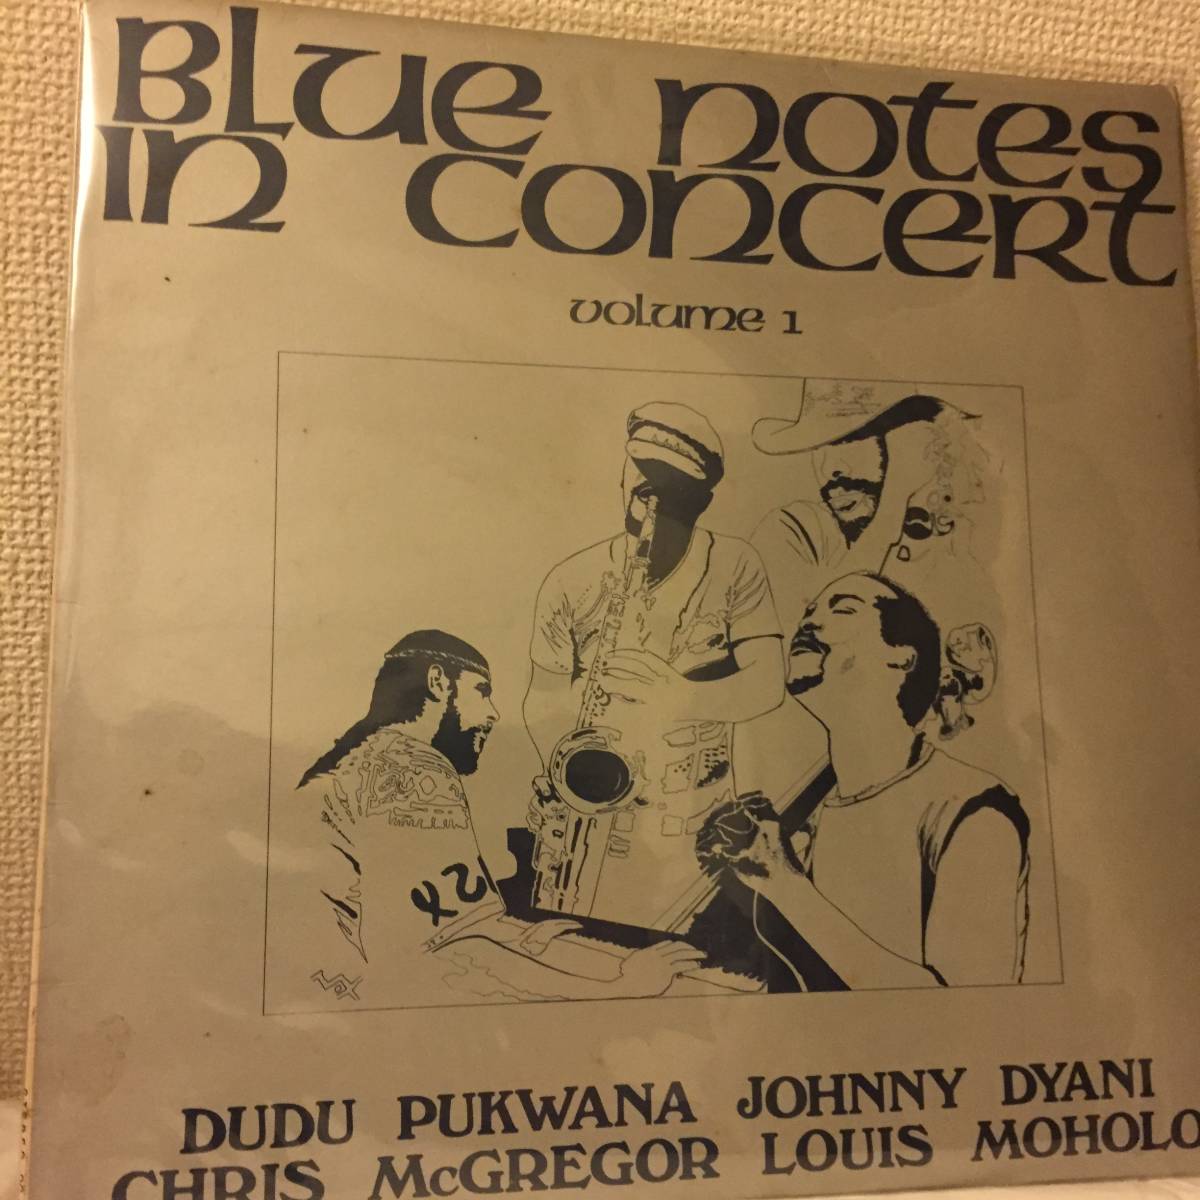 Blue Notes
in Concert
Volume 1
DUDU PUKWANA JOHNNY DYANI
CHRIS McGREGOR LOUIS MOHOLO